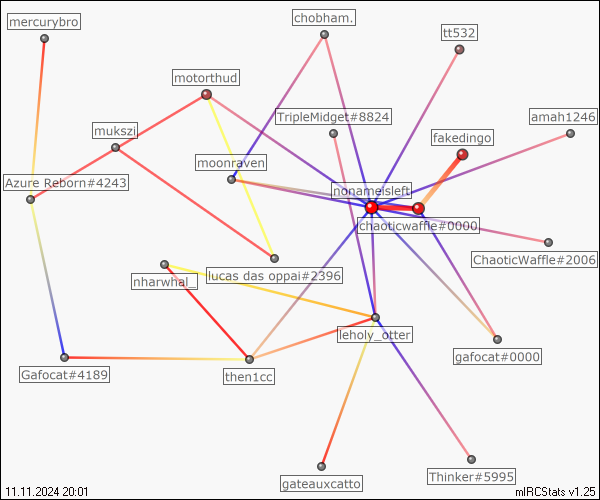 mercurybro
chobham.
tt532
motorthud
TripleMidget#8824
amah1246
mukszi
fakedingo
moonraven
Azure Reborn#4243
nonameisleft
chaoticwaffle#0000
ChaoticWaffle#2006
nharwhal_
lucas das oppai#2396
leholy_otter
gafocat#0000
Gafocat#4189
then1cc
gateauxcatto
Thinker#5995
11.11.2024 20:01
mIRCStats v1.25